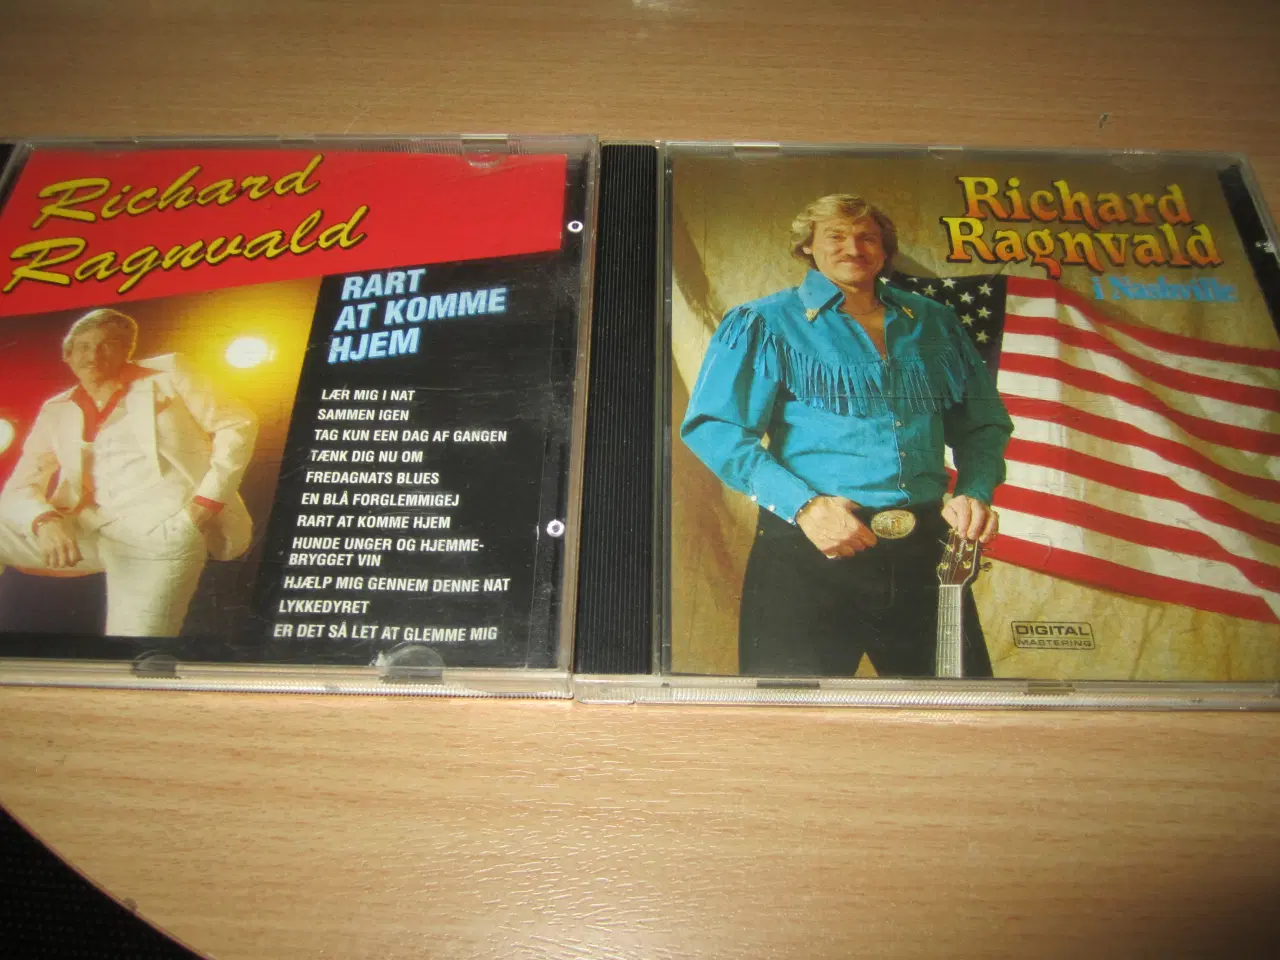 Richard
Ragnvald
RART
AT KOMME
HJEM
LÆR MIG I NAT
SAMMEN IGEN
TAG KUN EEN DAG AF GANGEN
TÆNK DIG NU OM
FREDAGNATS BLUES
EN BLÅ FORGLEMMIGEJ
RART AT KOMME HJEM
HUNDE UNGER OG HJEMME-
BRYGGET VIN
HJÆLP MIG GENNEM DENNE NAT
LYKKEDYRET
ER DET SÅ LET AT GLEMME MIG
Richard
Ragnvald
i Nashville
DIGITAL
MASTERING